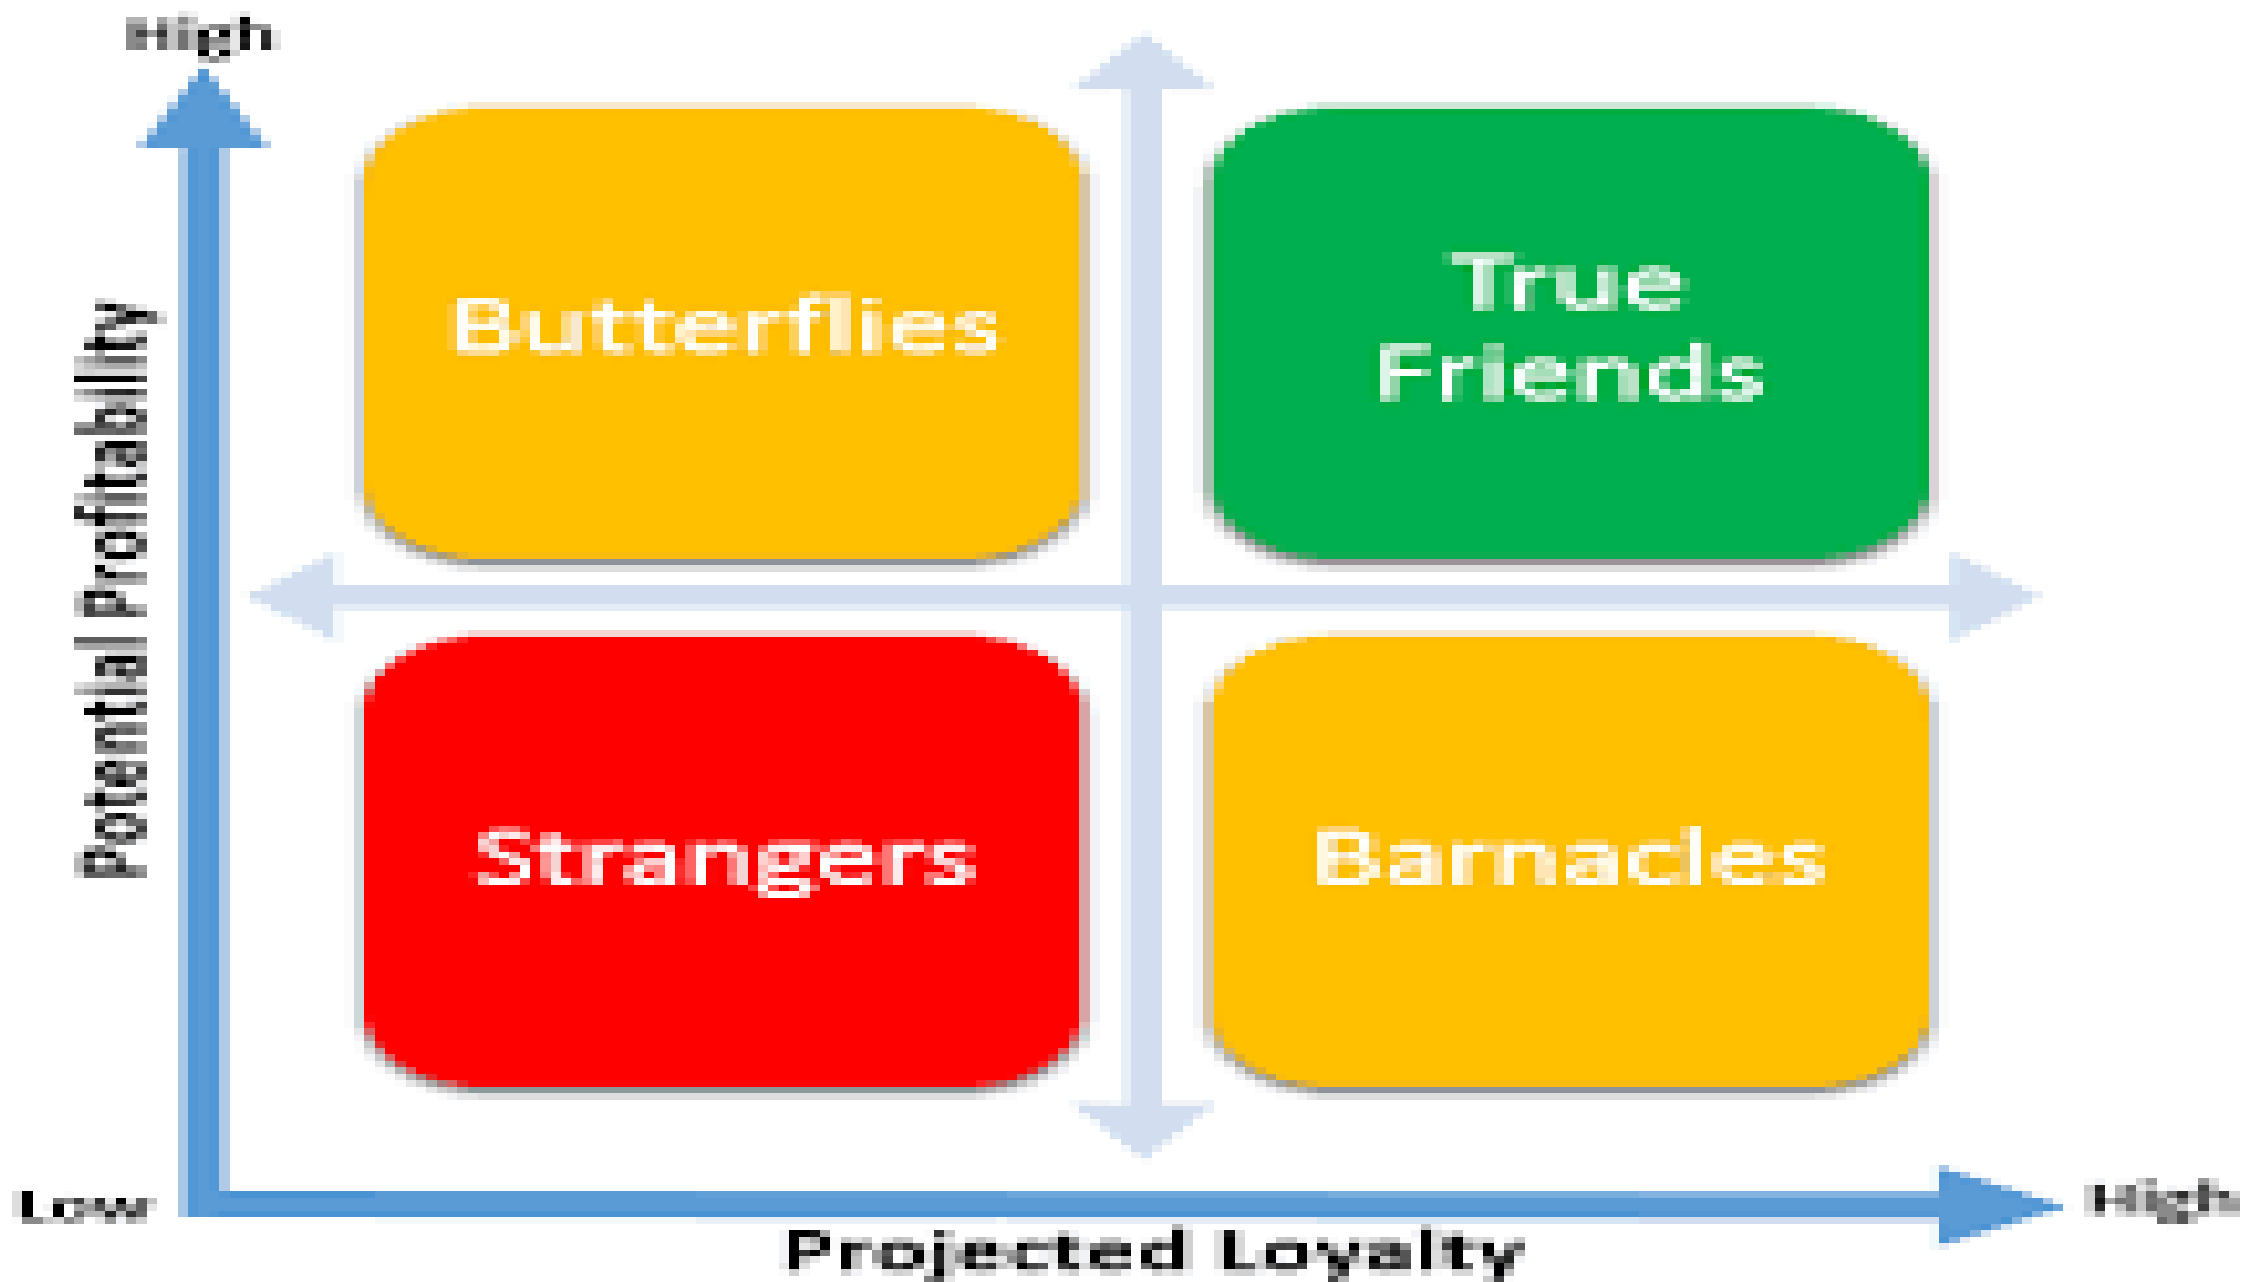 High
Potential Profitability
Butterflies
True
Friends
Strangers
Barnacles
Low
High
Projected Loyalty